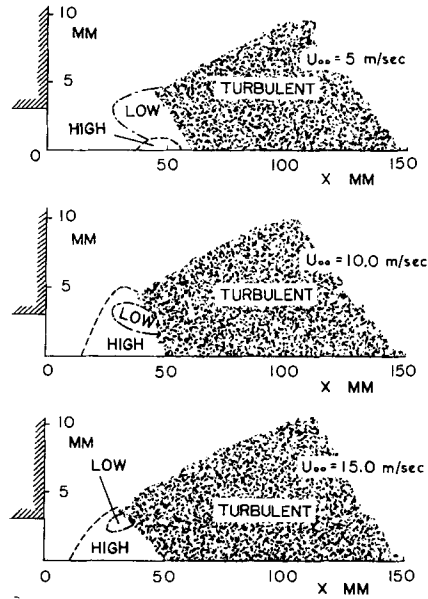 10
MM
U∞ = 5 m/sec
TURBULENT
5
LOW
HIGH
0
50
100
150
X MM
10
MM
U∞ = 10.0 m/sec
5
TURBULENT
LOW
HIGH
0
50
100
150
X MM
10
MM
LOW
U∞ = 15.0 m/sec
5
TURBULENT
HIGH
0
50
100
150
X MM